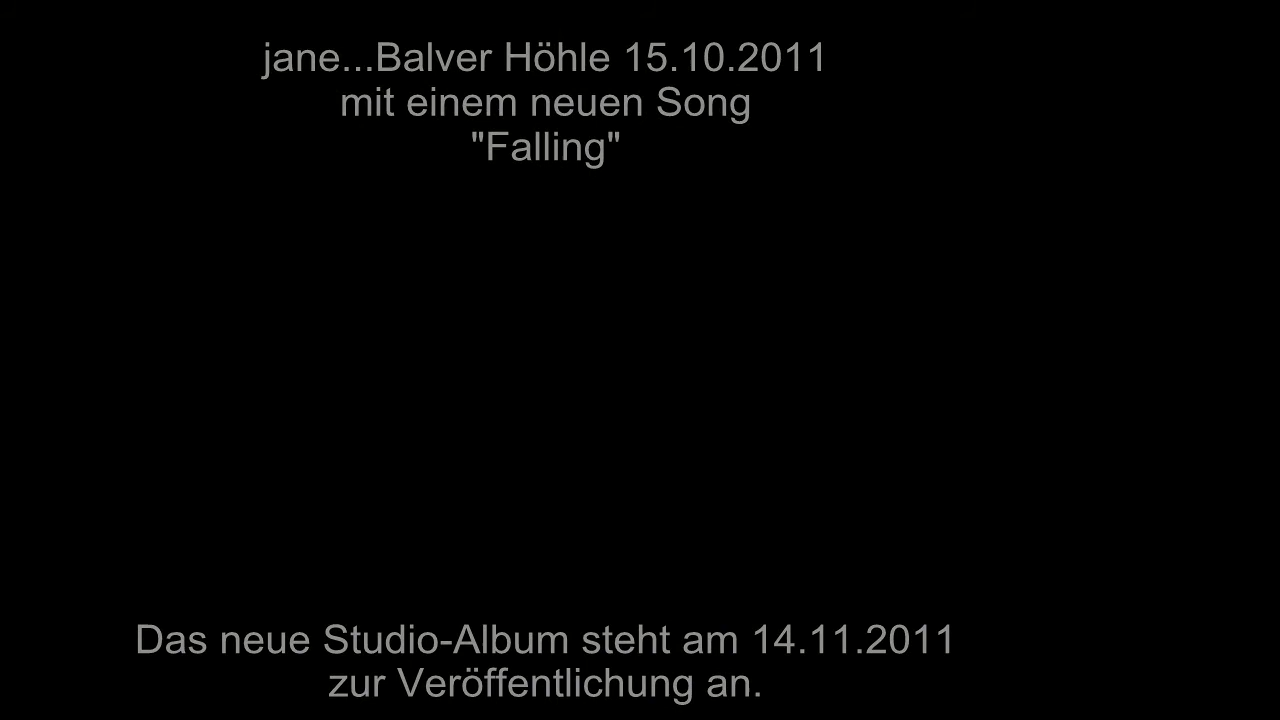 jane...Balver Höhle 15.10.2011
mit einem neuen Song
"Falling"
Das neue Studio-Album steht am 14.11.2011
zur Veröffentlichung an.